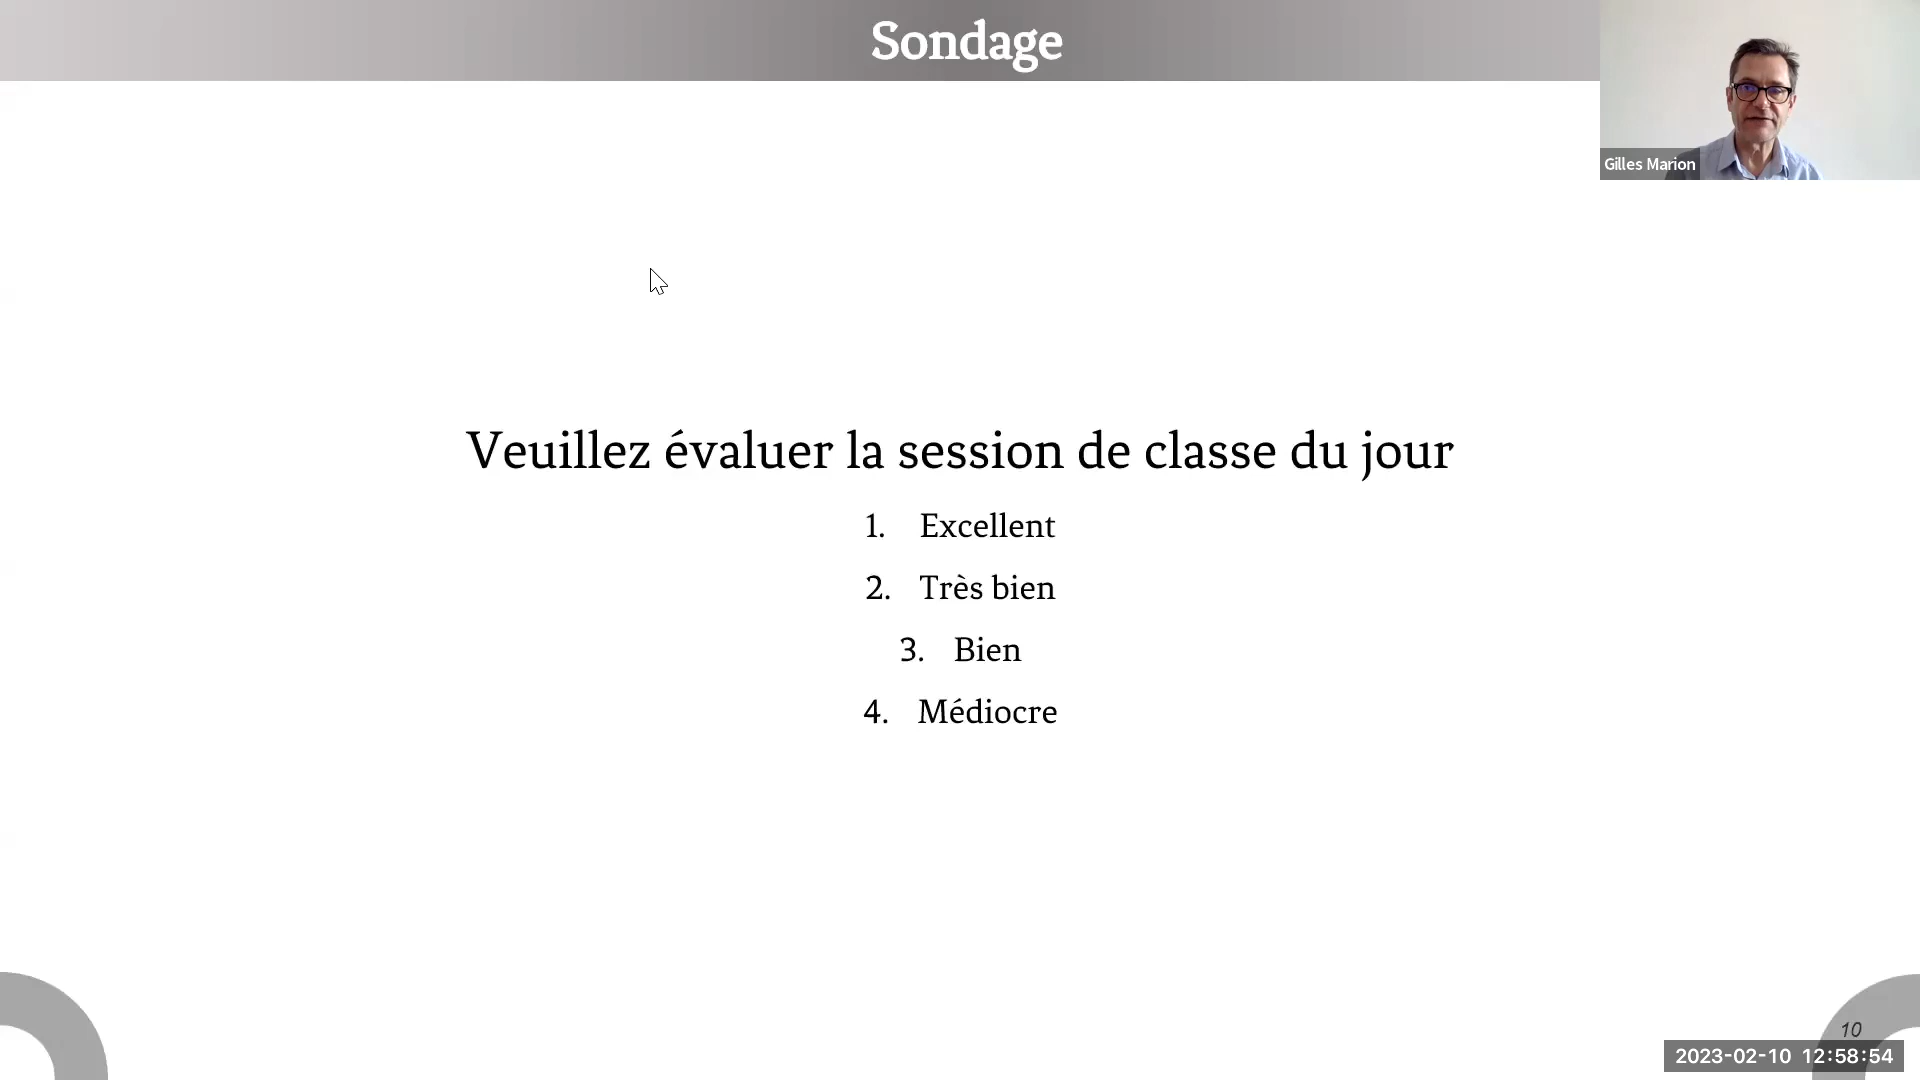 Sondage
Gilles Marion
Veuillez évaluer la session de classe du jour
1. Excellent
2. Très bien
3. Bien
4. Médiocre
10
2023-02-10 12:58:54